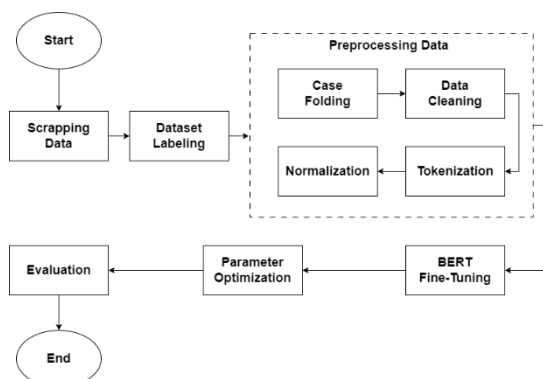 Start
Preprocessing Data
Case
Folding
Data
Cleaning
Scrapping
Data
Dataset
Labeling
Normalization
Tokenization
Evaluation
Parameter
Optimization
BERT
Fine-Tuning
End